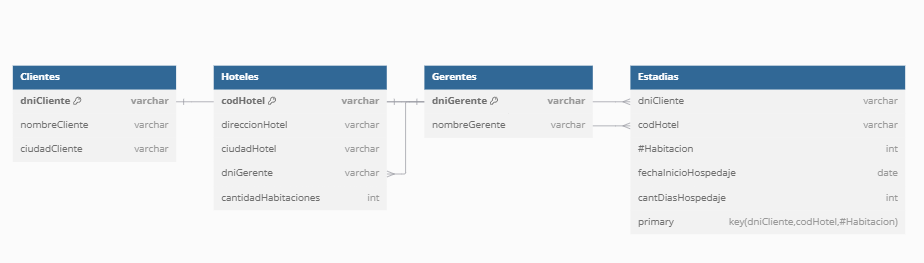 Clientes
dniCliente varchar
nombreCliente varchar
ciudadCliente varchar
Hoteles
codHotel varchar
direccionHotel varchar
ciudadHotel varchar
dniGerente varchar
cantidadHabitaciones int
Gerentes
dniGerente varchar
nombreGerente varchar
Estadias
dniCliente varchar
codHotel varchar
#Habitacion int
fechaInicioHospedaje date
cantDiasHospedaje int
primary key(dniCliente,codHotel,#Habitacion)